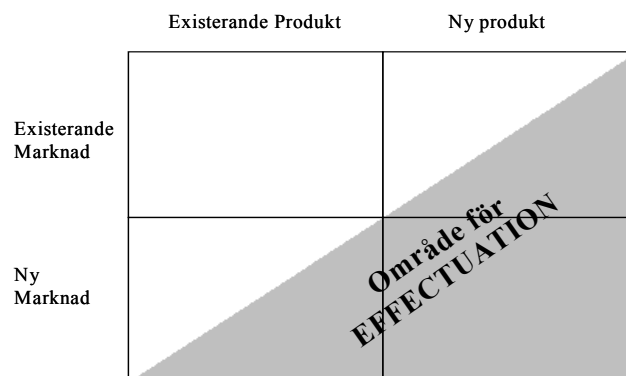 Existerande Produkt
Ny produkt
Existerande
Marknad
Ny
Marknad
Område för
EFFECTUATION